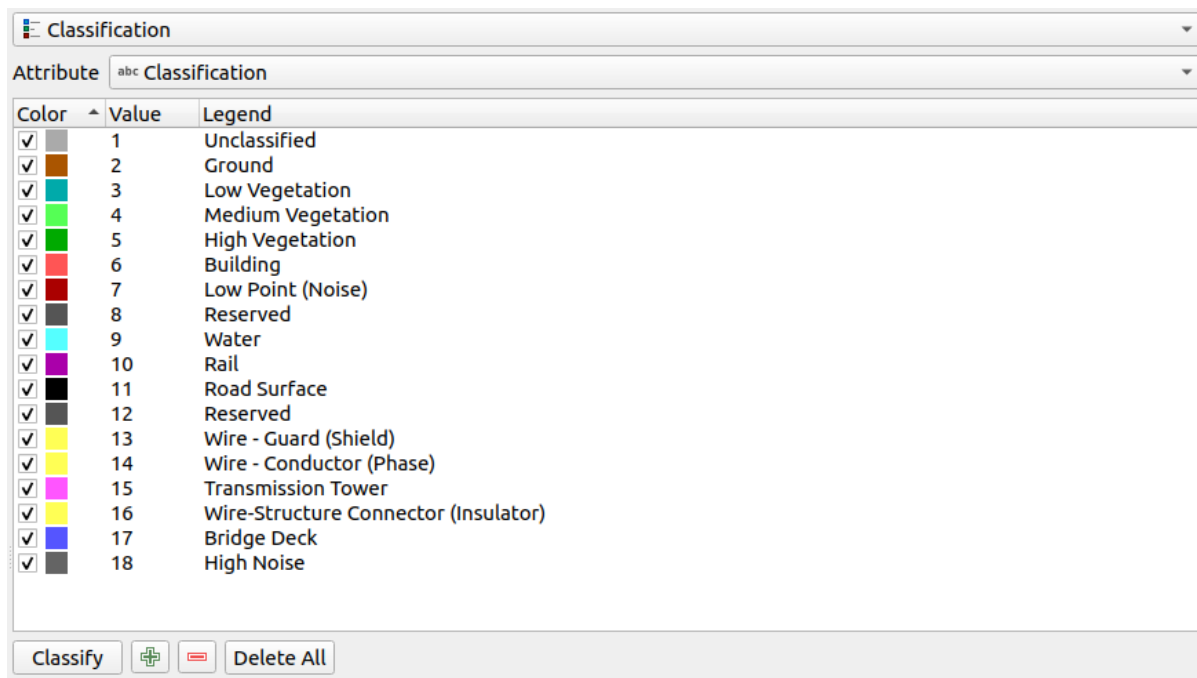 Classification
Attribute abc Classification
Color Value Legend
1 Unclassified
2 Ground
3 Low Vegetation
4 Medium Vegetation
5 High Vegetation
6 Building
7 Low Point (Noise)
8 Reserved
9 Water
10 Rail
11 Road Surface
12 Reserved
13 Wire - Guard (Shield)
14 Wire - Conductor (Phase)
15 Transmission Tower
16 Wire-Structure Connector (Insulator)
17 Bridge Deck
18 High Noise
Classify Delete All